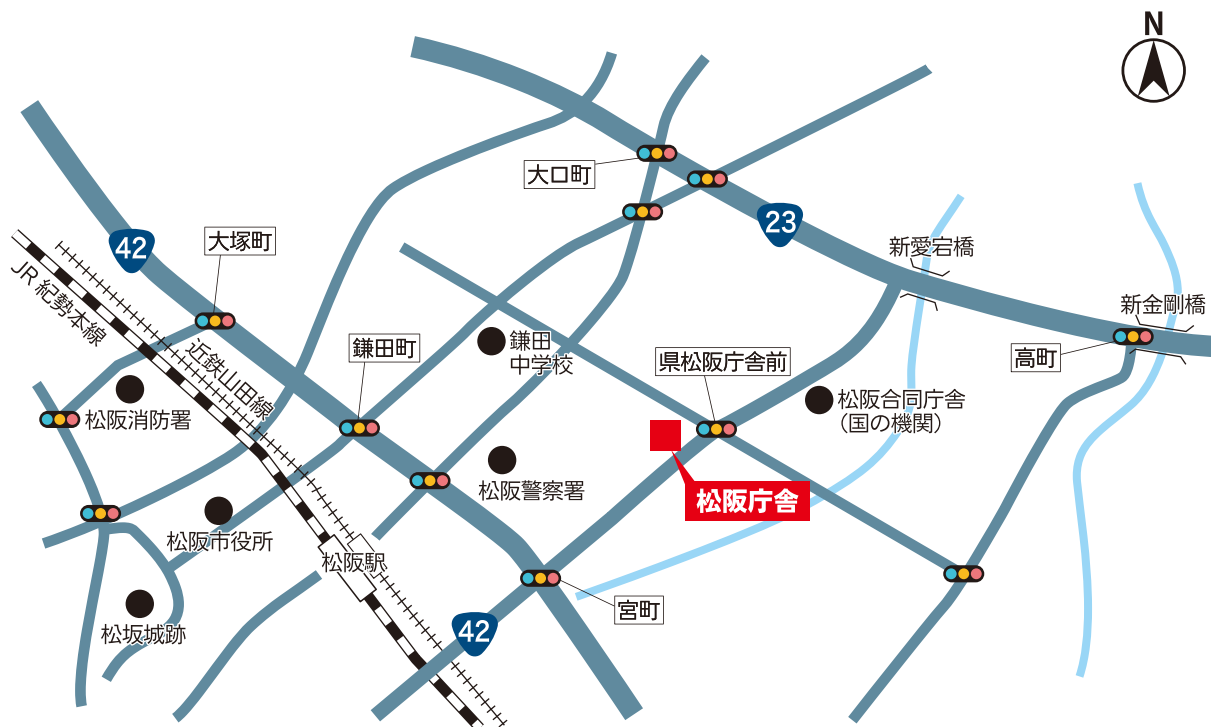 N
大口町
23
42
大塚町
新愛宕橋
新金剛橋
JR紀勢本線
近鉄山田線
鎌田町
鎌田
中学校
県松阪庁舎前
高町
松阪消防署
松阪合同庁舎
（国の機関）
松阪警察署
松阪庁舎
松阪市役所
松阪駅
宮町
42
松坂城跡